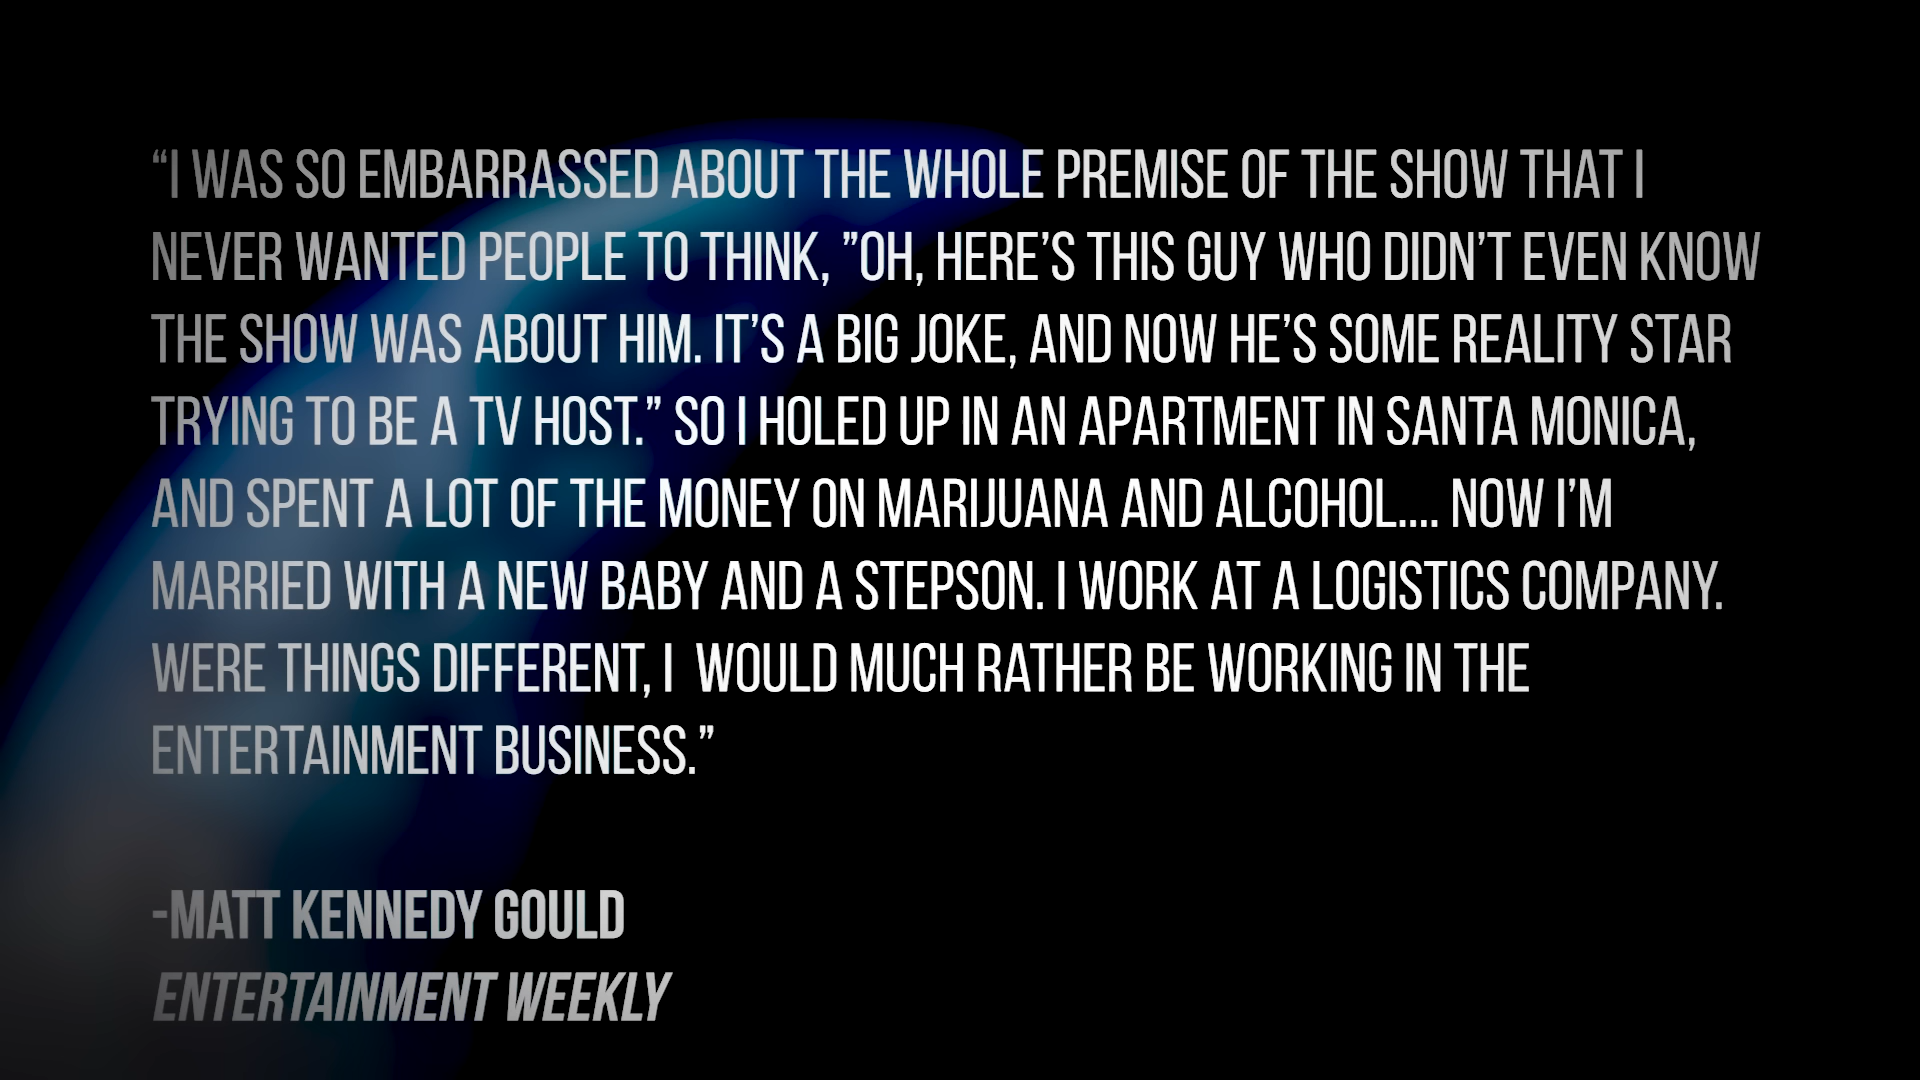 “I WAS SO EMBARRASSED ABOUT THE WHOLE PREMISE OF THE SHOW THAT I
NEVER WANTED PEOPLE TO THINK, ”OH, HERE’S THIS GUY WHO DIDN’T EVEN KNOW
THE SHOW WAS ABOUT HIM. IT’S A BIG JOKE, AND NOW HE’S SOME REALITY STAR
TRYING TO BE A TV HOST.” SO I HOLED UP IN AN APARTMENT IN SANTA MONICA,
AND SPENT A LOT OF THE MONEY ON MARIJUANA AND ALCOHOL.... NOW I’M
MARRIED WITH A NEW BABY AND A STEPSON. I WORK AT A LOGISTICS COMPANY.
WERE THINGS DIFFERENT, I  WOULD MUCH RATHER BE WORKING IN THE
ENTERTAINMENT BUSINESS.”
-MATT KENNEDY GOULD
ENTERTAINMENT WEEKLY